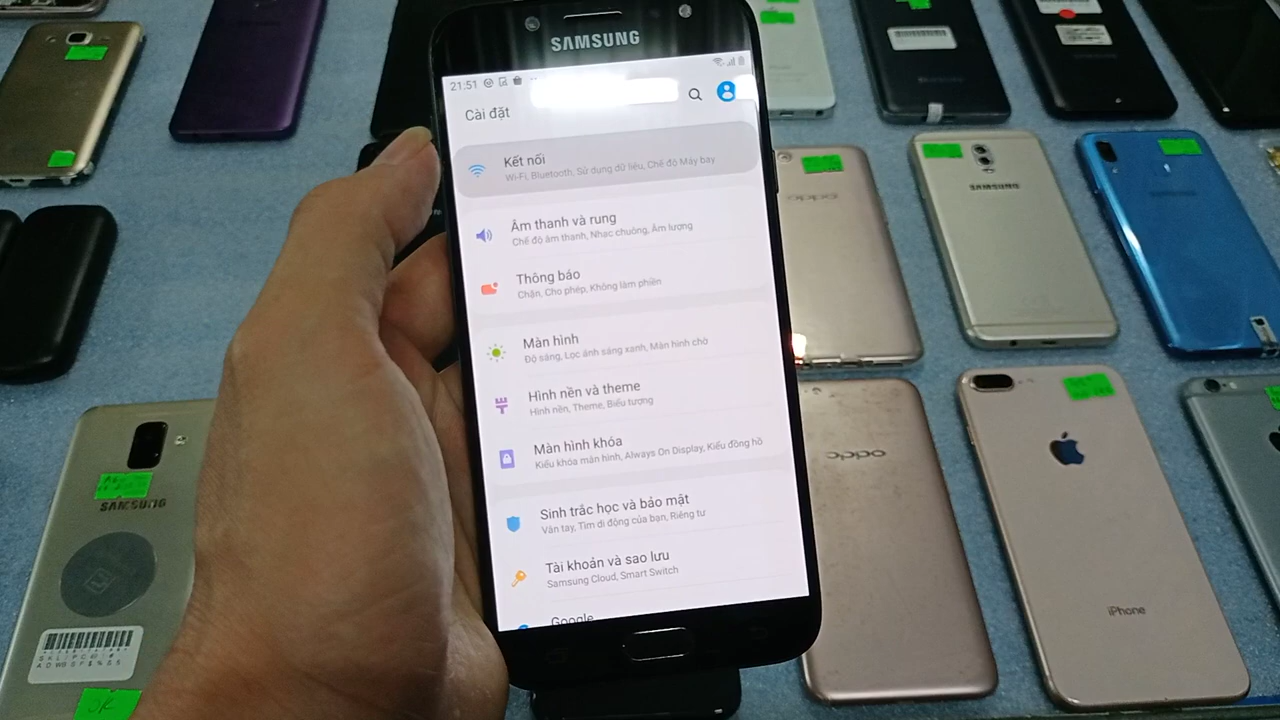 SAMSUNG
21:51
Cài đặt
Kết nối
Wi-Fi, Bluetooth, Sử dụng dữ liệu, Chế độ Máy bay
Âm thanh và rung
Chế độ âm thanh, Nhạc chuông, Âm lượng
Thông báo
Chặn, Cho phép, Không làm phiền
Màn hình
Độ sáng, Lọc ánh sáng xanh, Màn hình chờ
Hình nền và theme
Hình nền, Theme, Biểu tượng
Màn hình khóa
Kiểu khóa màn hình, Always On Display, Kiểu đồng hồ
Sinh trắc học và bảo mật
Vân tay, Tìm di động của bạn, Riêng tư
Tài khoản và sao lưu
Samsung Cloud, Smart Switch
Google
SAMSUNG
oppo
SAMSUNG
oppo
iPhone